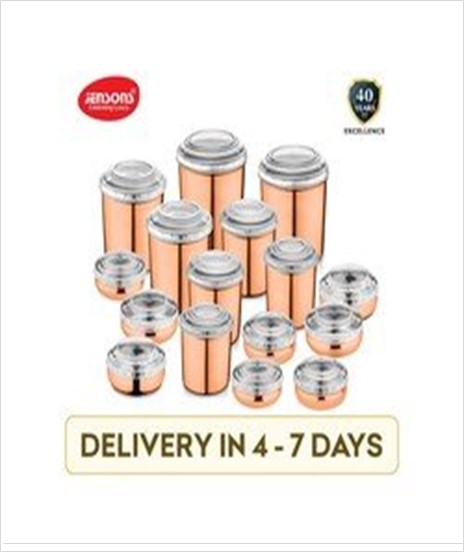 JENSONS
40
YEARS
EXCELLENCE
DELIVERY IN 4 - 7 DAYS